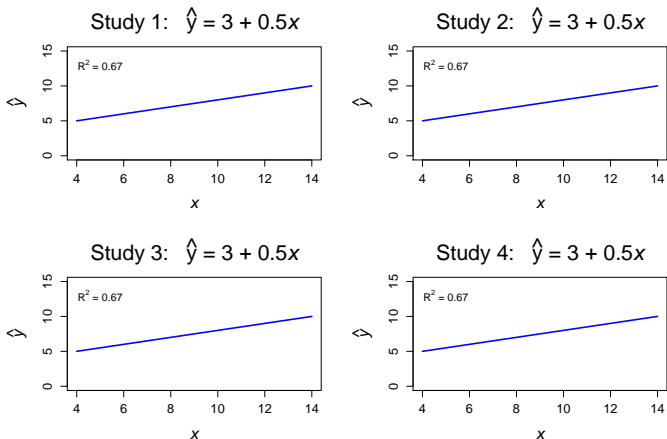 Study 1: ŷ = 3 + 0.5x
15
10
5
0
ŷ
R² = 0.67
4 6 8 10 12 14
x
Study 2: ŷ = 3 + 0.5x
15
10
5
0
ŷ
R² = 0.67
4 6 8 10 12 14
x
Study 3: ŷ = 3 + 0.5x
15
10
5
0
ŷ
R² = 0.67
4 6 8 10 12 14
x
Study 4: ŷ = 3 + 0.5x
15
10
5
0
ŷ
R² = 0.67
4 6 8 10 12 14
x